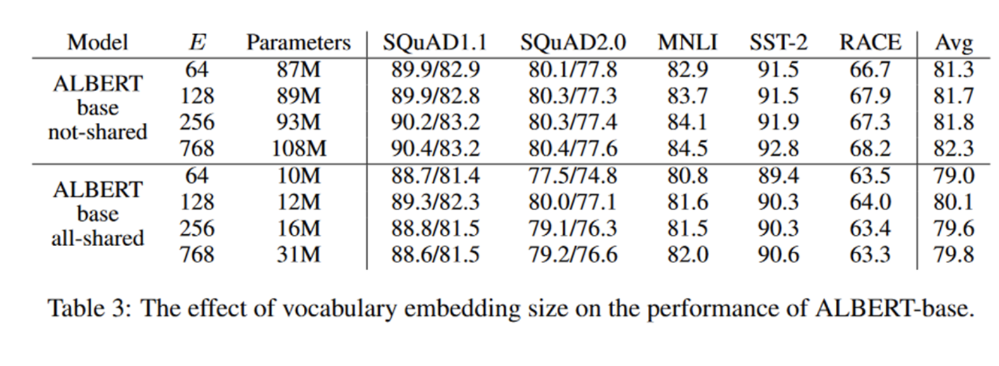 Model E Parameters SQuAD1.1 SQuAD2.0 MNLI SST-2 RACE Avg
ALBERT base not-shared
64 87M 89.9/82.9 80.1/77.8 82.9 91.5 66.7 81.3
128 89M 89.9/82.8 80.3/77.3 83.7 91.5 67.9 81.7
256 93M 90.2/83.2 80.3/77.4 84.1 91.9 67.3 81.8
768 108M 90.4/83.2 80.4/77.6 84.5 92.8 68.2 82.3
ALBERT base all-shared
64 10M 88.7/81.4 77.5/74.8 80.8 89.4 63.5 79.0
128 12M 89.3/82.3 80.0/77.1 81.6 90.3 64.0 80.1
256 16M 88.8/81.5 79.1/76.3 81.5 90.3 63.4 79.6
768 31M 88.6/81.5 79.2/76.6 82.0 90.6 63.3 79.8
Table 3: The effect of vocabulary embedding size on the performance of ALBERT-base.